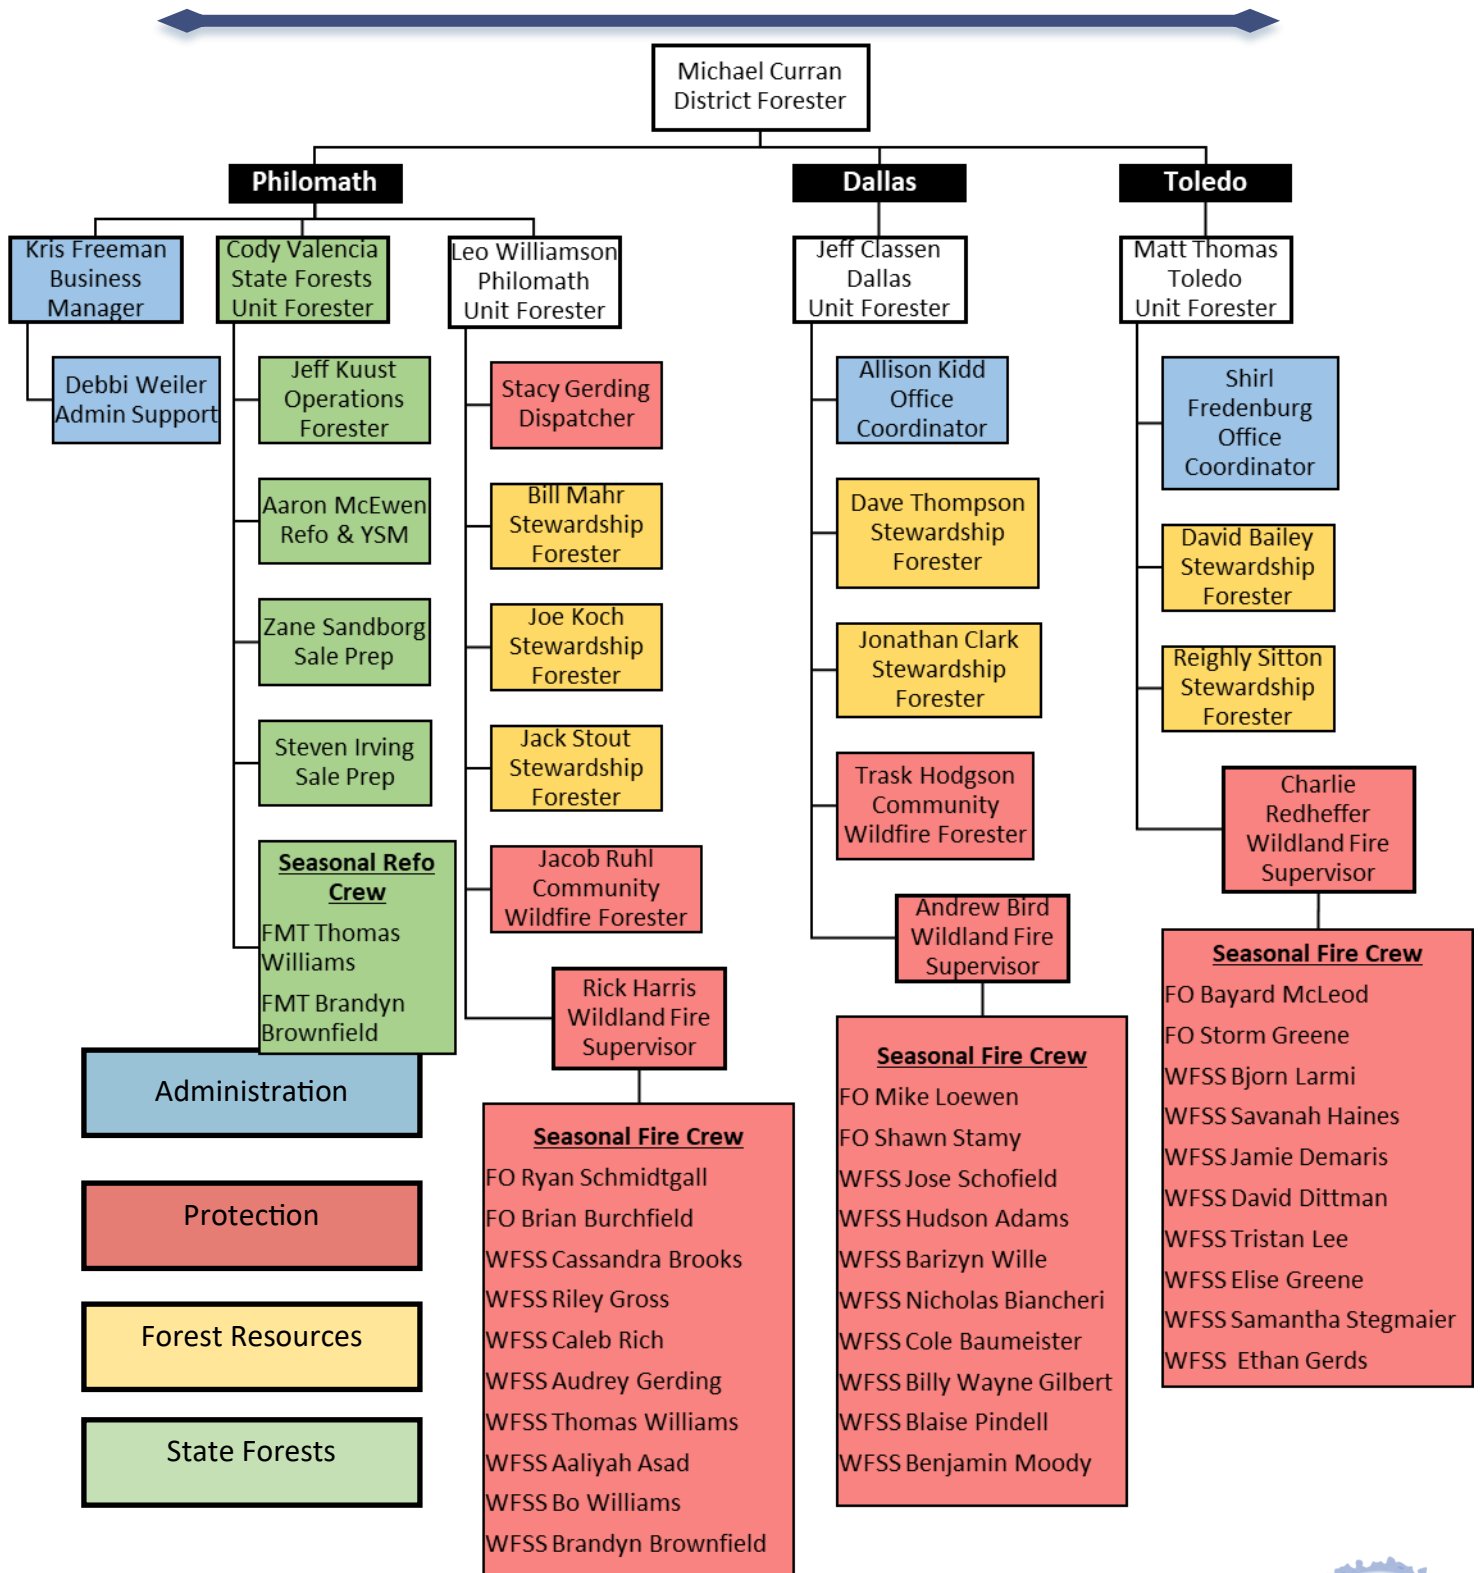 Michael Curran
District Forester
Philomath
Dallas
Toledo
Kris Freeman
Business
Manager
Debbi Weiler
Admin Support
Cody Valencia
State Forests
Unit Forester
Jeff Kuust
Operations
Forester
Aaron McEwen
Refo & YSM
Zane Sandborg
Sale Prep
Steven Irving
Sale Prep
Seasonal Refo
Crew
FMT Thomas
Williams
FMT Brandyn
Brownfield
Leo Williamson
Philomath
Unit Forester
Stacy Gerding
Dispatcher
Bill Mahr
Stewardship
Forester
Joe Koch
Stewardship
Forester
Jack Stout
Stewardship
Forester
Jacob Ruhl
Community
Wildfire Forester
Rick Harris
Wildland Fire
Supervisor
Seasonal Fire Crew
FO Ryan Schmidtgall
FO Brian Burchfield
WFSS Cassandra Brooks
WFSS Riley Gross
WFSS Caleb Rich
WFSS Audrey Gerding
WFSS Thomas Williams
WFSS Aaliyah Asad
WFSS Bo Williams
WFSS Brandyn Brownfield
Jeff Classen
Dallas
Unit Forester
Allison Kidd
Office
Coordinator
Dave Thompson
Stewardship
Forester
Jonathan Clark
Stewardship
Forester
Trask Hodgson
Community
Wildfire Forester
Andrew Bird
Wildland Fire
Supervisor
Seasonal Fire Crew
FO Mike Loewen
FO Shawn Stamy
WFSS Jose Schofield
WFSS Hudson Adams
WFSS Barizyn Wille
WFSS Nicholas Biancheri
WFSS Cole Baumeister
WFSS Billy Wayne Gilbert
WFSS Blaise Pindell
WFSS Benjamin Moody
Matt Thomas
Toledo
Unit Forester
Shirl
Fredenburg
Office
Coordinator
David Bailey
Stewardship
Forester
Reighly Sitton
Stewardship
Forester
Charlie
Redheffer
Wildland Fire
Supervisor
Seasonal Fire Crew
FO Bayard McLeod
FO Storm Greene
WFSS Bjorn Larmi
WFSS Savanah Haines
WFSS Jamie Demaris
WFSS David Dittman
WFSS Tristan Lee
WFSS Elise Greene
WFSS Samantha Stegmaier
WFSS Ethan Gerds
Administration
Protection
Forest Resources
State Forests